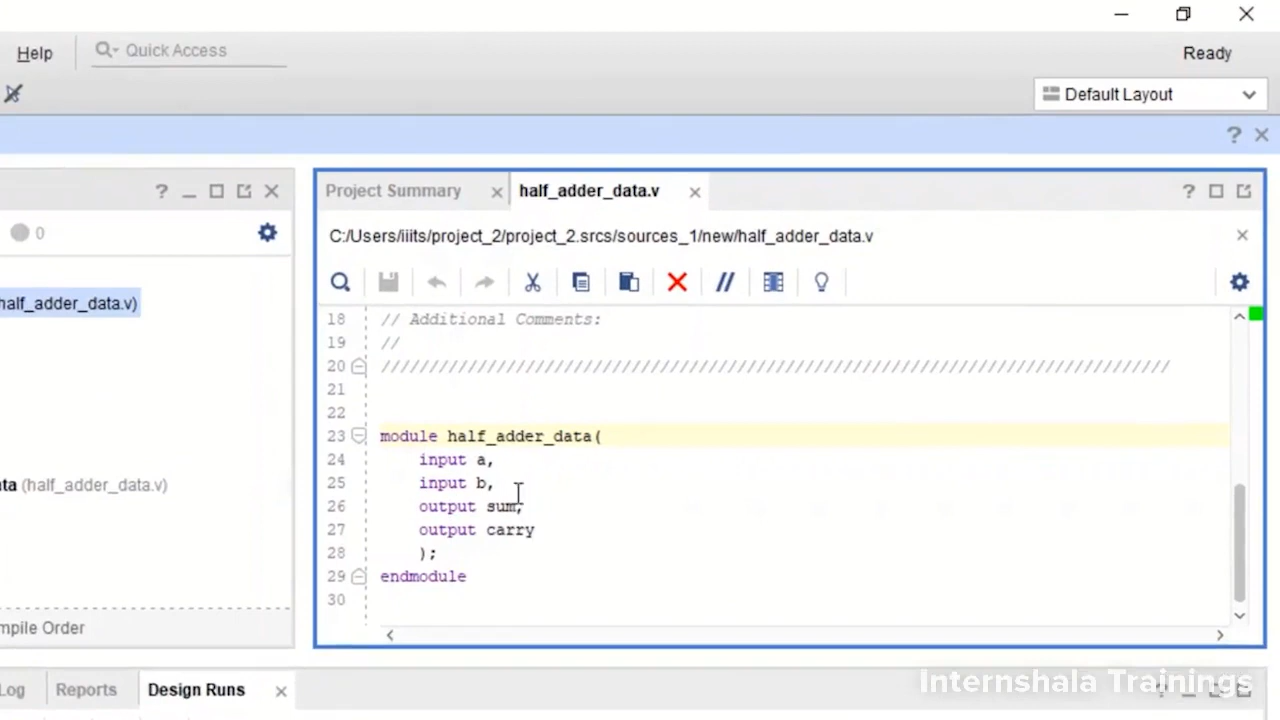 Help
Quick Access
Ready
Default Layout
?
?
Project Summary
half_adder_data.v
?
0
C:/Users/iiits/project_2/project_2.srcs/sources_1/new/half_adder_data.v
half_adder_data.v)
ta (half_adder_data.v)
18 // Additional Comments:
19 //
20 //////////////////////////////////////////////////////////////////////////////////
21
22
23 module half_adder_data(
24 input a,
25 input b,
26 output sum,
27 output carry
28 );
29 endmodule
30
mpile Order
Log
Reports
Design Runs
Internshala Trainings